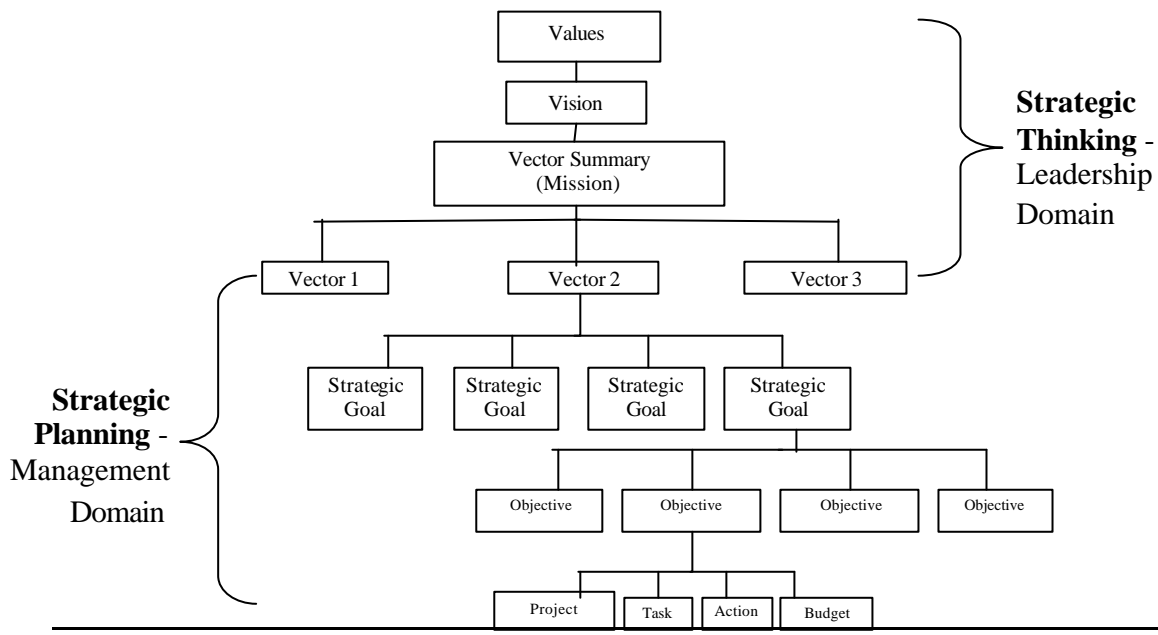 Values
Vision
Vector Summary
(Mission)
Strategic
Thinking -
Leadership
Domain
Vector 1
Vector 2
Vector 3
Strategic
Goal
Strategic
Goal
Strategic
Goal
Strategic
Goal
Strategic
Planning -
Management
Domain
Objective
Objective
Objective
Objective
Project
Task
Action
Budget